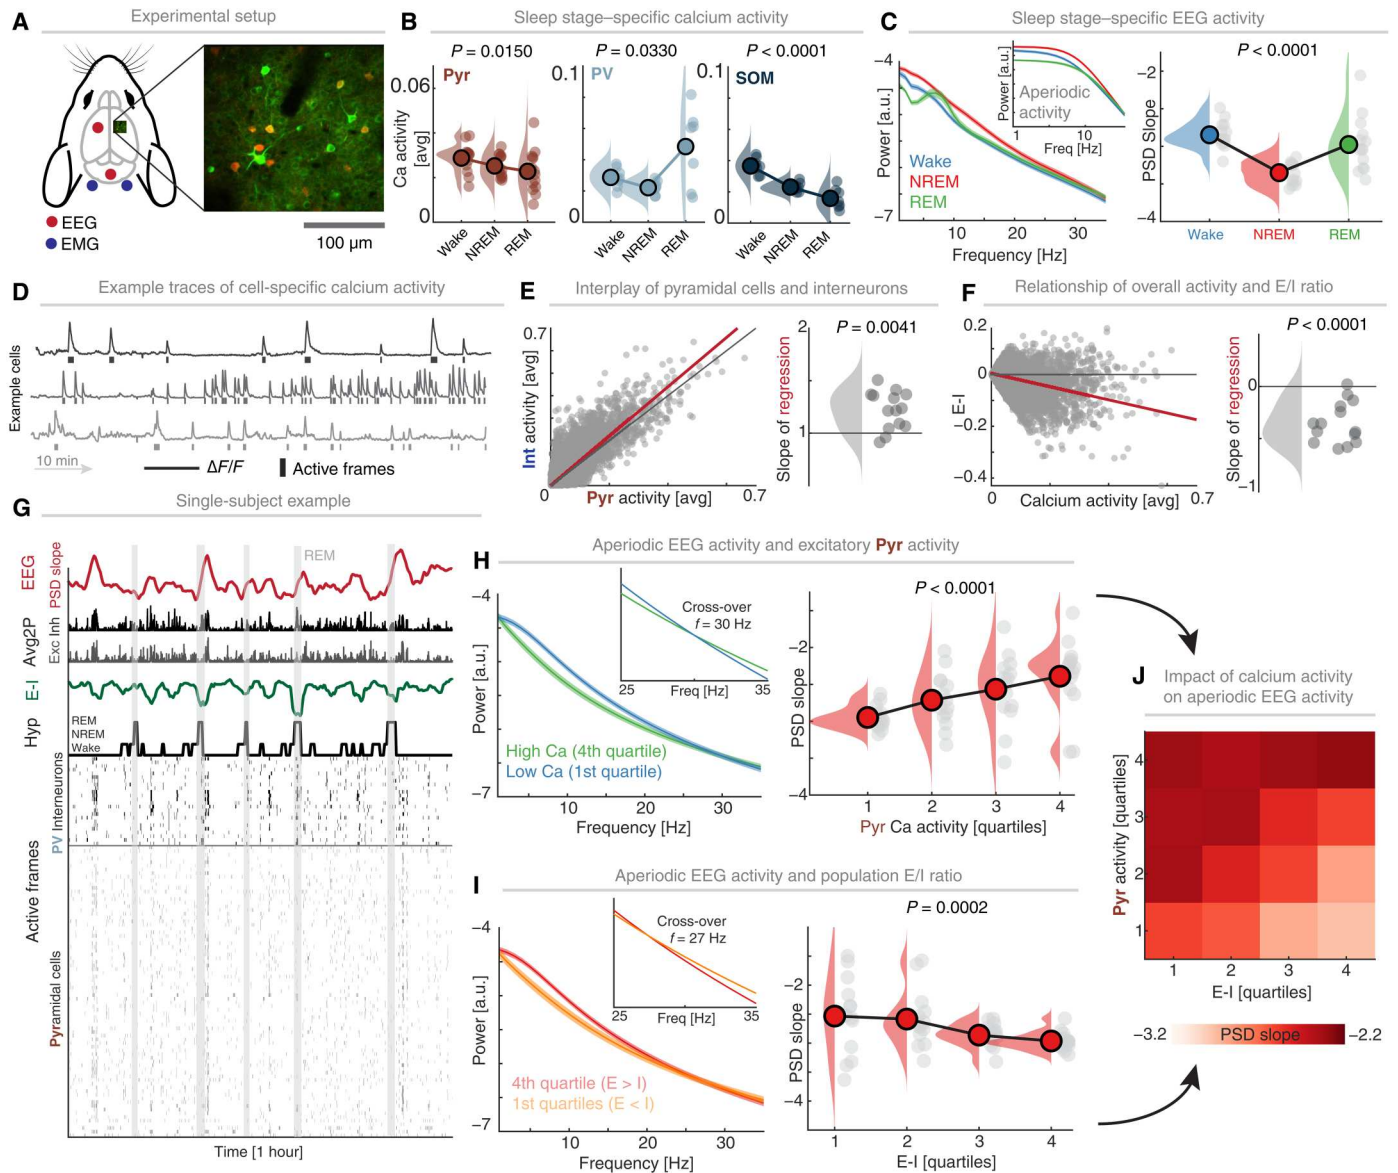 A
Experimental setup
EEG
EMG
100 µm
B
Sleep stage–specific calcium activity
P = 0.0150
P = 0.0330
P < 0.0001
Pyr
PV
SOM
Ca activity
[avg]
0.06
0
0.1
0
0.1
0
Wake
NREM
REM
Wake
NREM
REM
Wake
NREM
REM
C
Sleep stage–specific EEG activity
Power [a.u.]
−4
−7
Wake
NREM
REM
10
20
30
Frequency [Hz]
Power [a.u.]
Aperiodic
activity
1
10
Freq [Hz]
P < 0.0001
PSD Slope
−2
−4
Wake
NREM
REM
D
Example traces of cell-specific calcium activity
Example cells
10 min
ΔF/F
Active frames
E
Interplay of pyramidal cells and interneurons
Int activity [avg]
0.7
0
Pyr activity [avg]
0.7
P = 0.0041
Slope of regression
2
1
F
Relationship of overall activity and E/I ratio
E-I
0.2
0
−0.2
−0.4
0
Calcium activity [avg]
0.7
P < 0.0001
Slope of regression
0
−1
G
Single-subject example
REM
EEG
PSD slope
Avg2P
Exc Inh
E-I
Hyp
REM
NREM
Wake
Active frames
PV Interneurons
Pyramidal cells
Time [1 hour]
H
Aperiodic EEG activity and excitatory Pyr activity
Power [a.u.]
−4
−7
High Ca (4th quartile)
Low Ca (1st quartile)
10
20
30
Frequency [Hz]
Cross-over
f = 30 Hz
25
Freq [Hz]
35
P < 0.0001
PSD slope
−2
−4
1
2
3
4
Pyr Ca activity [quartiles]
I
Aperiodic EEG activity and population E/I ratio
Power [a.u.]
−4
−7
4th quartile (E > I)
1st quartiles (E < I)
10
20
30
Frequency [Hz]
Cross-over
f = 27 Hz
25
Freq [Hz]
35
P = 0.0002
PSD slope
−2
−4
1
2
3
4
E-I [quartiles]
J
Impact of calcium activity
on aperiodic EEG activity
Pyr activity [quartiles]
4
3
2
1
1
2
3
4
E-I [quartiles]
−3.2
PSD slope
−2.2